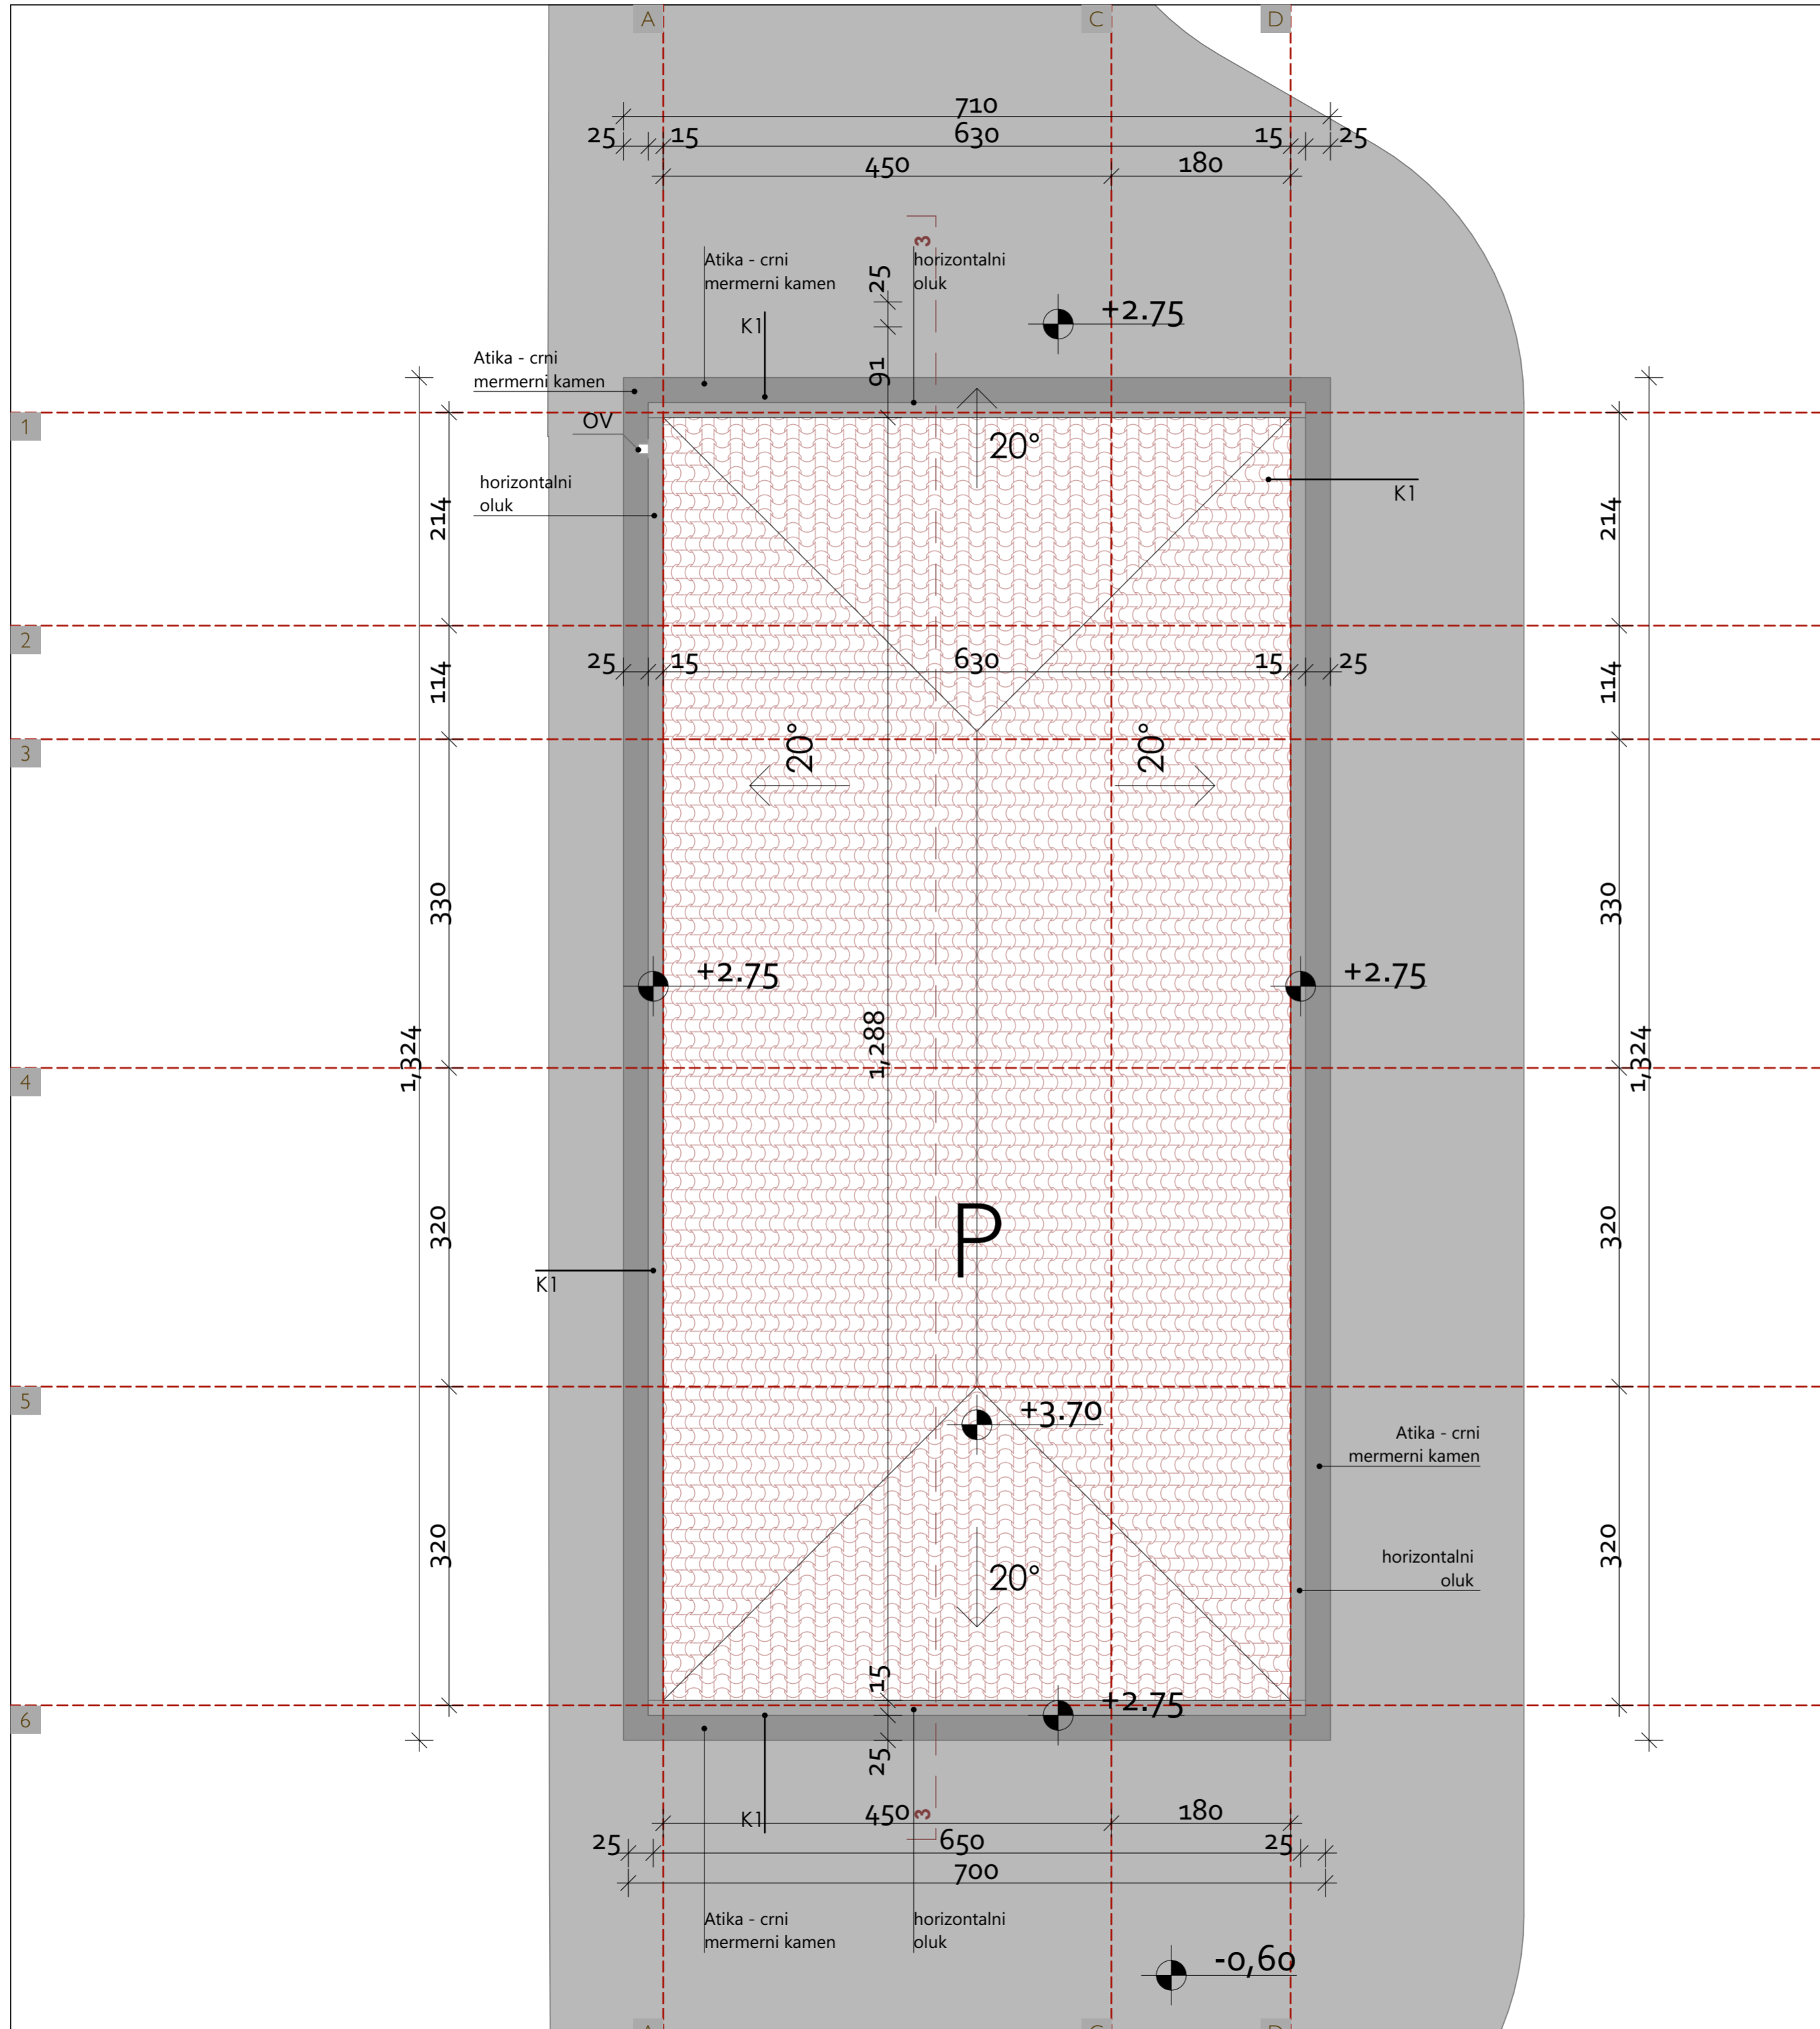 A
C
D
710
25
15
630
15
25
450
180
3
Atika - crni
mermerni kamen
25
horizontalni
oluk
+2.75
K1
Atika - crni
mermerni kamen
91
1
OV
20°
horizontalni
oluk
K1
214
214
2
25
15
630
15
25
114
114
3
20°
20°
330
330
+2.75
+2.75
1,324
1,288
1,324
4
P
320
320
K1
5
+3.70
Atika - crni
mermerni kamen
320
320
horizontalni
oluk
20°
15
6
+2.75
25
K1
450
3
180
25
650
25
700
Atika - crni
mermerni kamen
horizontalni
oluk
-0,60